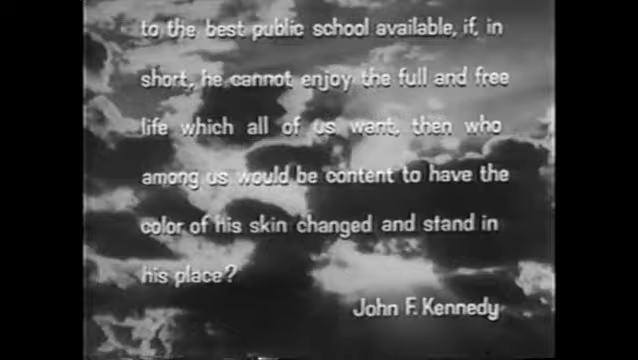 to the best public school available, if, in
short, he cannot enjoy the full and free
life which all of us want, then who
among us would be content to have the
color of his skin changed and stand in
his place?
John F. Kennedy